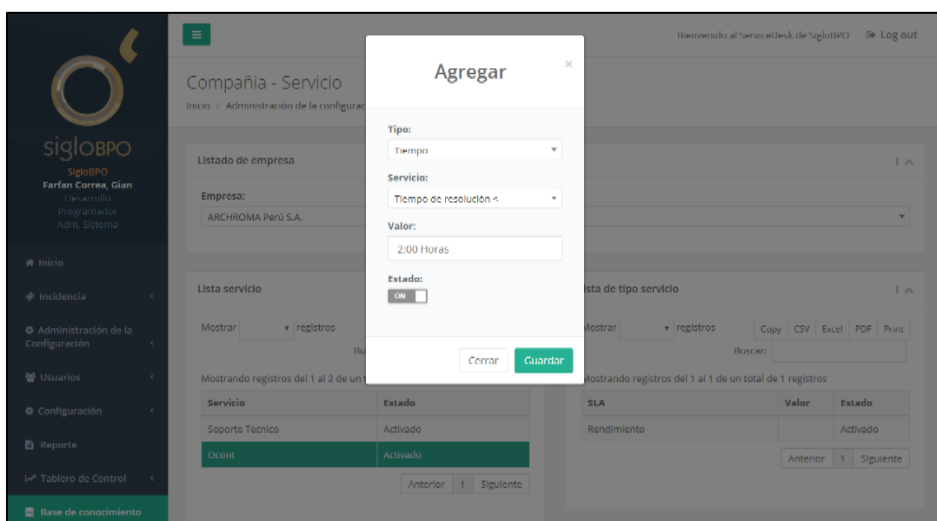 sigloBPO
SigloBPO
Farfan Correa, Gian
Desarrollo
Programador
Adm. Sistema
Inicio
Incidencia
Administración de la
Configuración
Usuarios
Configuración
Reporte
Tablero de Control
Base de conocimiento
Bienvenido al ServiceDesk de SigloBPO
Log out
Compañia - Servicio
Inicio / Administración de la configurac
Listado de empresa
Empresa:
ARCHROMA Perú S.A.
Agregar
×
Tipo:
Tiempo
Servicio:
Tiempo de resolución <
Valor:
2:00 Horas
Estado:
ON
Cerrar
Guardar
Lista servicio
Mostrar registros
Bu
Mostrando registros del 1 al 2 de un t
Servicio Estado
Soporte Tecnico Activado
Ocont Activado
Anterior 1 Siguiente
ista de tipo servicio
Mostrar registros
Copy CSV Excel PDF Print
Buscar:
Mostrando registros del 1 al 1 de un total de 1 registros
SLA Valor Estado
Rendimiento Activado
Anterior 1 Siguiente